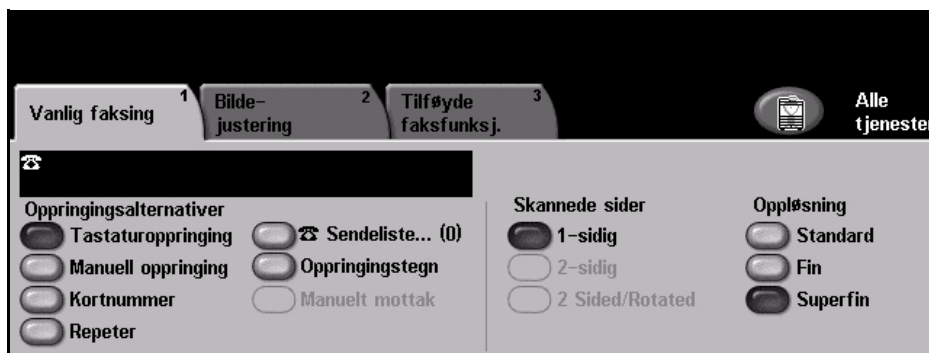 Vanlig faksing 1
Bilde-
justering 2
Tilføyde
faksfunksj. 3
Alle
tjenester
Oppringingsalternativer
Tastaturoppringing
Manuell oppringing
Kortnummer
Repeter
Sendeliste... (0)
Oppringingstegn
Manuelt mottak
Skannede sider
1-sidig
2-sidig
2 Sided/Rotated
Oppløsning
Standard
Fin
Superfin